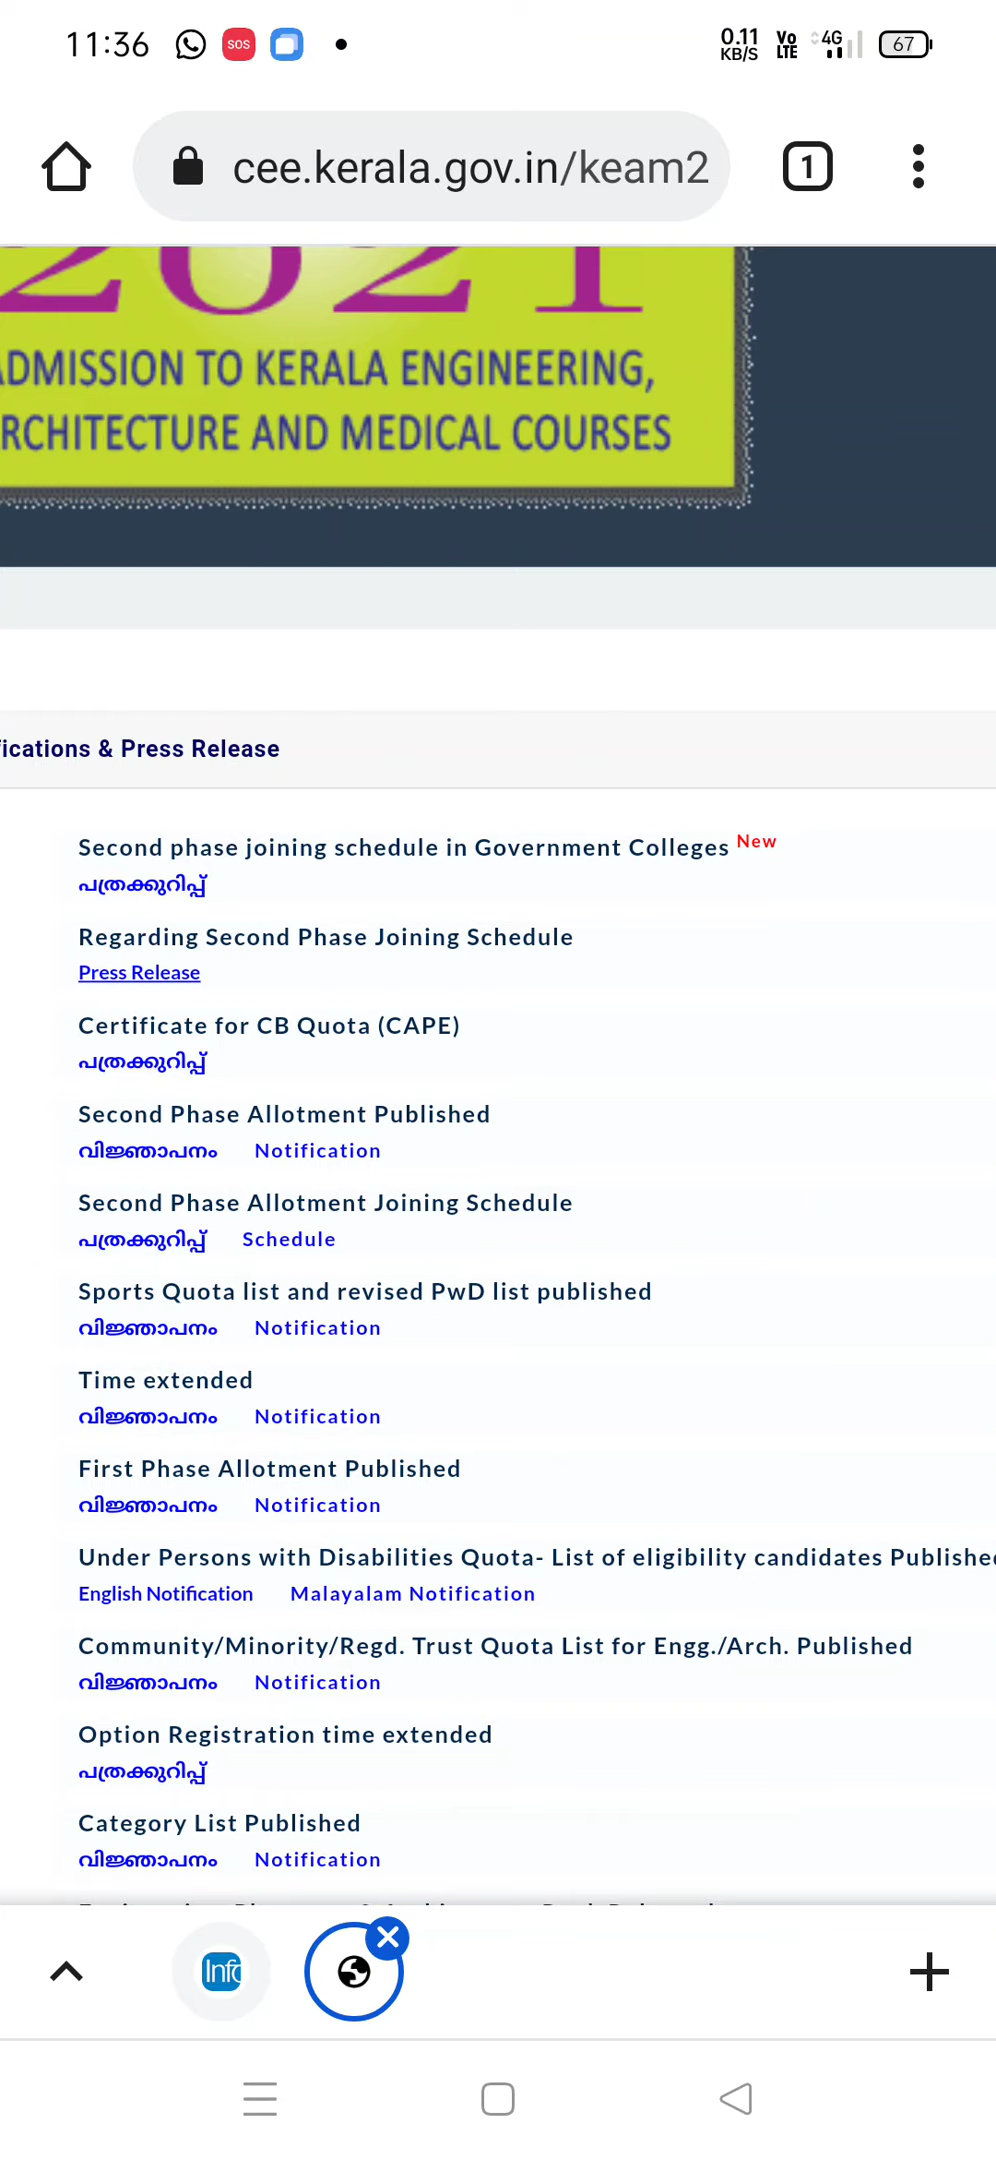 11:36
SOS
0.11
KB/S
Vo
LTE
4G
67
cee.kerala.gov.in/keam2
1
2021
ADMISSION TO KERALA ENGINEERING,
RCHITECTURE AND MEDICAL COURSES
fications & Press Release
Second phase joining schedule in Government Colleges New
പത്രക്കുറിപ്പ്
Regarding Second Phase Joining Schedule
Press Release
Certificate for CB Quota (CAPE)
പത്രക്കുറിപ്പ്
Second Phase Allotment Published
വിജ്ഞാപനം Notification
Second Phase Allotment Joining Schedule
പത്രക്കുറിപ്പ് Schedule
Sports Quota list and revised PwD list published
വിജ്ഞാപനം Notification
Time extended
വിജ്ഞാപനം Notification
First Phase Allotment Published
വിജ്ഞാപനം Notification
Under Persons with Disabilities Quota- List of eligibility candidates Publishe
English Notification Malayalam Notification
Community/Minority/Regd. Trust Quota List for Engg./Arch. Published
വിജ്ഞാപനം Notification
Option Registration time extended
പത്രക്കുറിപ്പ്
Category List Published
വിജ്ഞാപനം Notification
Info